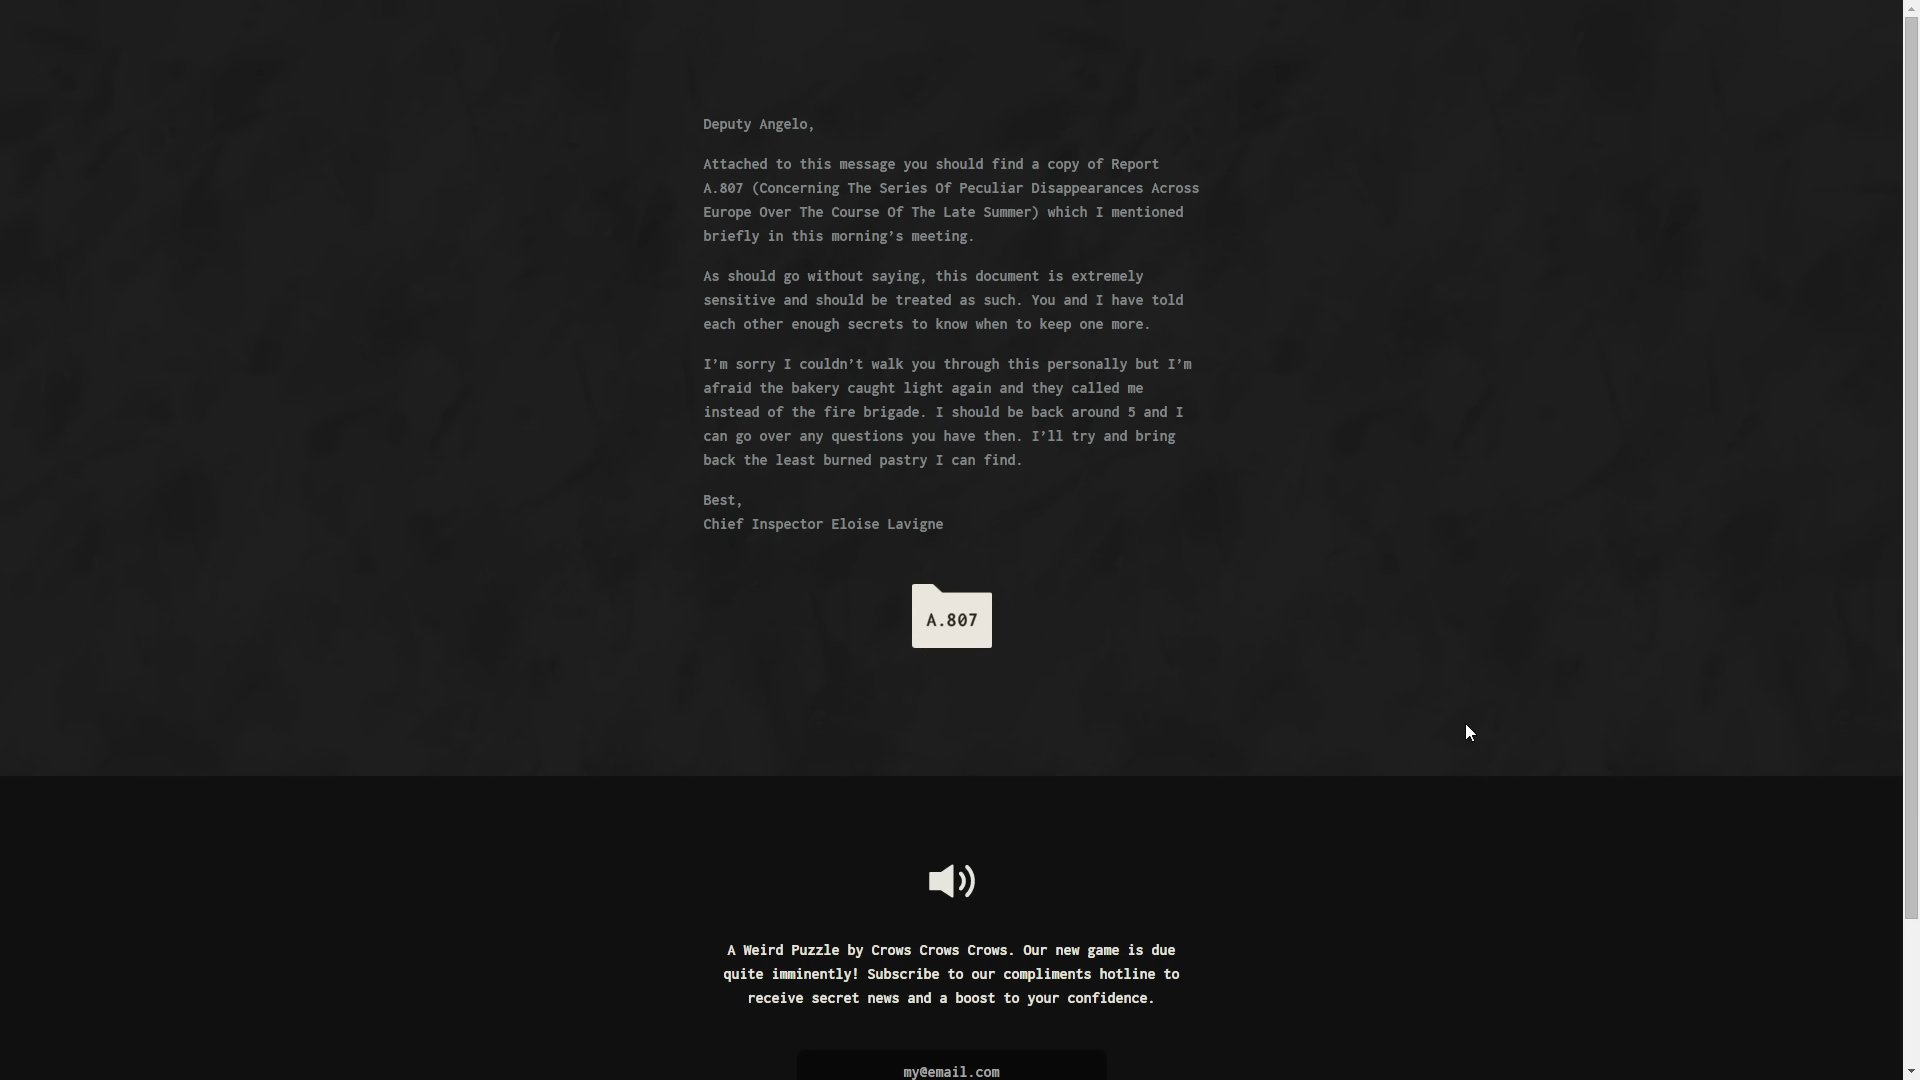 Deputy Angelo,
Attached to this message you should find a copy of Report
A.807 (Concerning The Series Of Peculiar Disappearances Across
Europe Over The Course Of The Late Summer) which I mentioned
briefly in this morning’s meeting.
As should go without saying, this document is extremely
sensitive and should be treated as such. You and I have told
each other enough secrets to know when to keep one more.
I’m sorry I couldn’t walk you through this personally but I’m
afraid the bakery caught light again and they called me
instead of the fire brigade. I should be back around 5 and I
can go over any questions you have then. I’ll try and bring
back the least burned pastry I can find.
Best,
Chief Inspector Eloise Lavigne
A.807
A Weird Puzzle by Crows Crows Crows. Our new game is due
quite imminently! Subscribe to our compliments hotline to
receive secret news and a boost to your confidence.
my@email.com